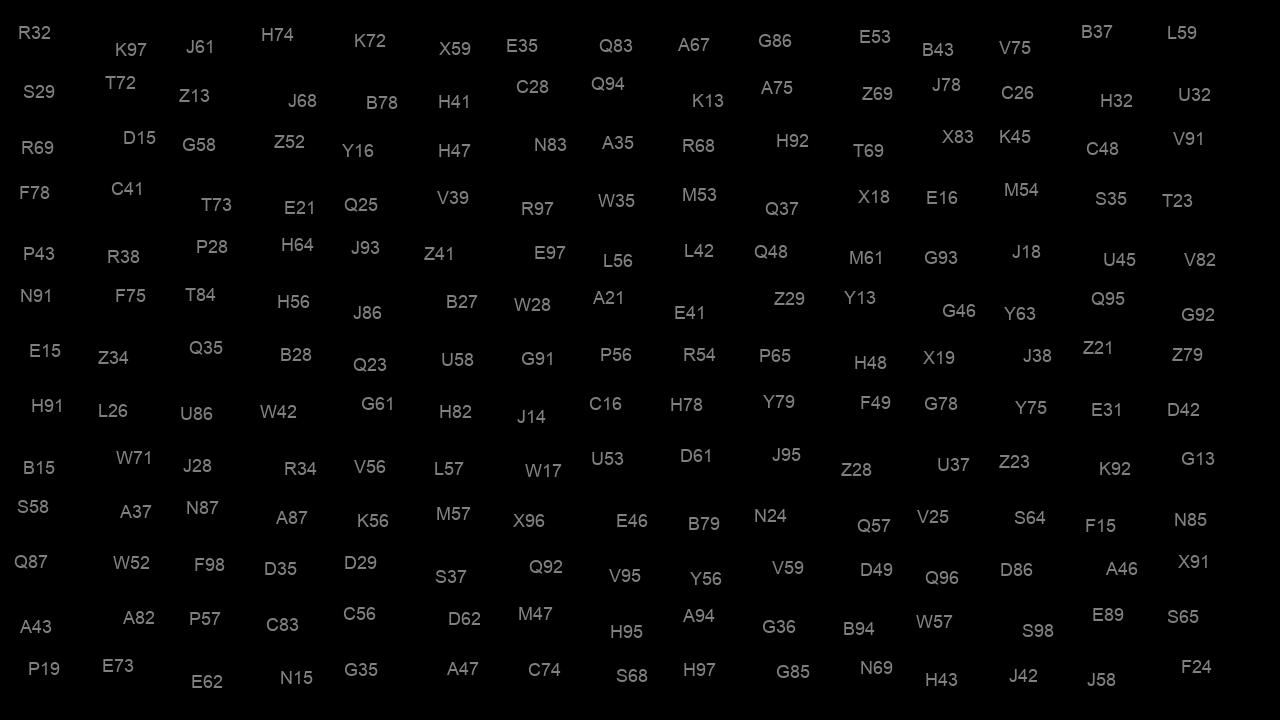 R32 K97 J61 H74 K72 X59 E35 Q83 A67 G86 E53 B43 V75 B37 L59
S29 T72 Z13 J68 B78 H41 C28 Q94 K13 A75 Z69 J78 C26 H32 U32
R69 D15 G58 Z52 Y16 H47 N83 A35 R68 H92 T69 X83 K45 C48 V91
F78 C41 T73 E21 Q25 V39 R97 W35 M53 Q37 X18 E16 M54 S35 T23
P43 R38 P28 H64 J93 Z41 E97 L56 L42 Q48 M61 G93 J18 U45 V82
N91 F75 T84 H56 J86 B27 W28 A21 E41 Z29 Y13 G46 Y63 Q95 G92
E15 Z34 Q35 B28 Q23 U58 G91 P56 R54 P65 H48 X19 J38 Z21 Z79
H91 L26 U86 W42 G61 H82 J14 C16 H78 Y79 F49 G78 Y75 E31 D42
B15 W71 J28 R34 V56 L57 W17 U53 D61 J95 Z28 U37 Z23 K92 G13
S58 A37 N87 A87 K56 M57 X96 E46 B79 N24 Q57 V25 S64 F15 N85
Q87 W52 F98 D35 D29 S37 Q92 V95 Y56 V59 D49 Q96 D86 A46 X91
A43 A82 P57 C83 C56 D62 M47 H95 A94 G36 B94 W57 S98 E89 S65
P19 E73 E62 N15 G35 A47 C74 S68 H97 G85 N69 H43 J42 J58 F24